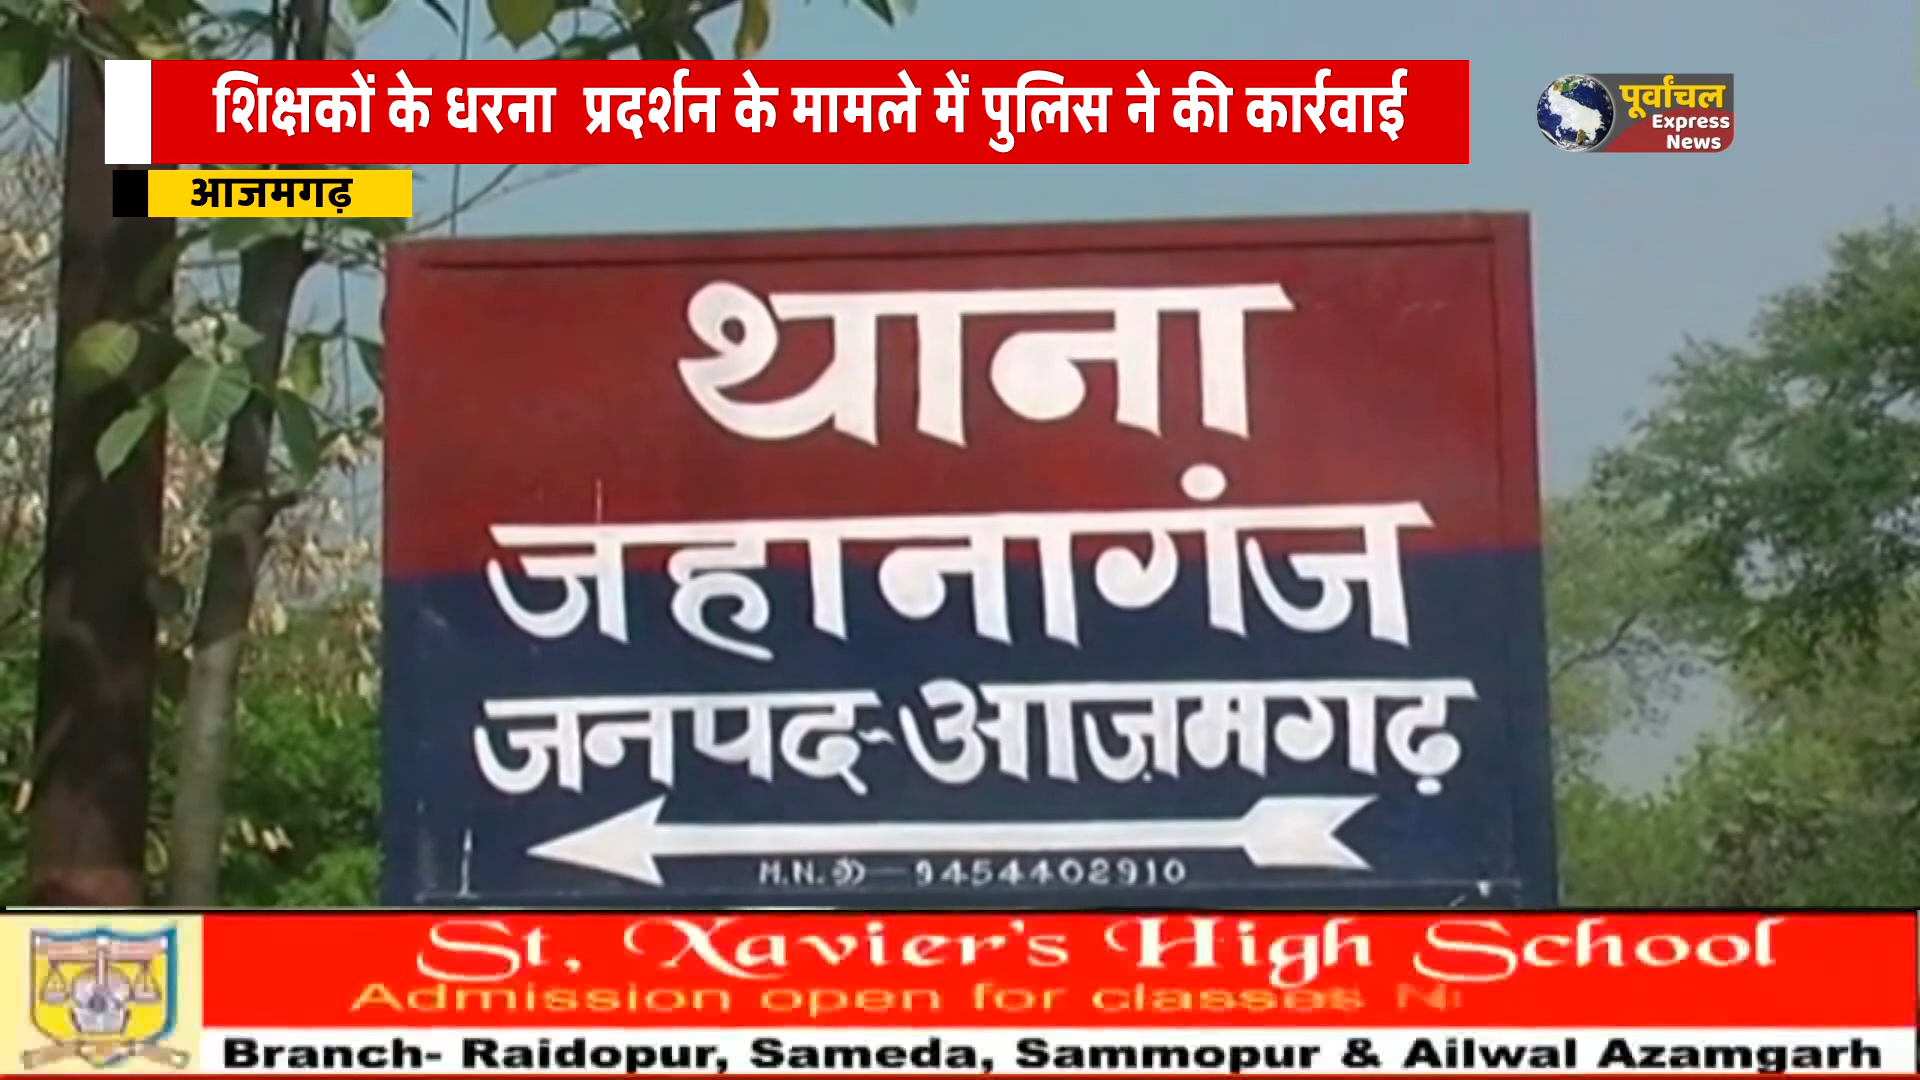 शिक्षकों के धरना प्रदर्शन के मामले में पुलिस ने की कार्रवाई
पूर्वांचल
Express
News
आजमगढ़
थाना
जहानागंज
जनपद-आज़मगढ़
M.N. 9454402910
St, Xavier's High School
Admission open for classes
Branch- Raidopur, Sameda, Sammopur & Ailwal Azamgarh